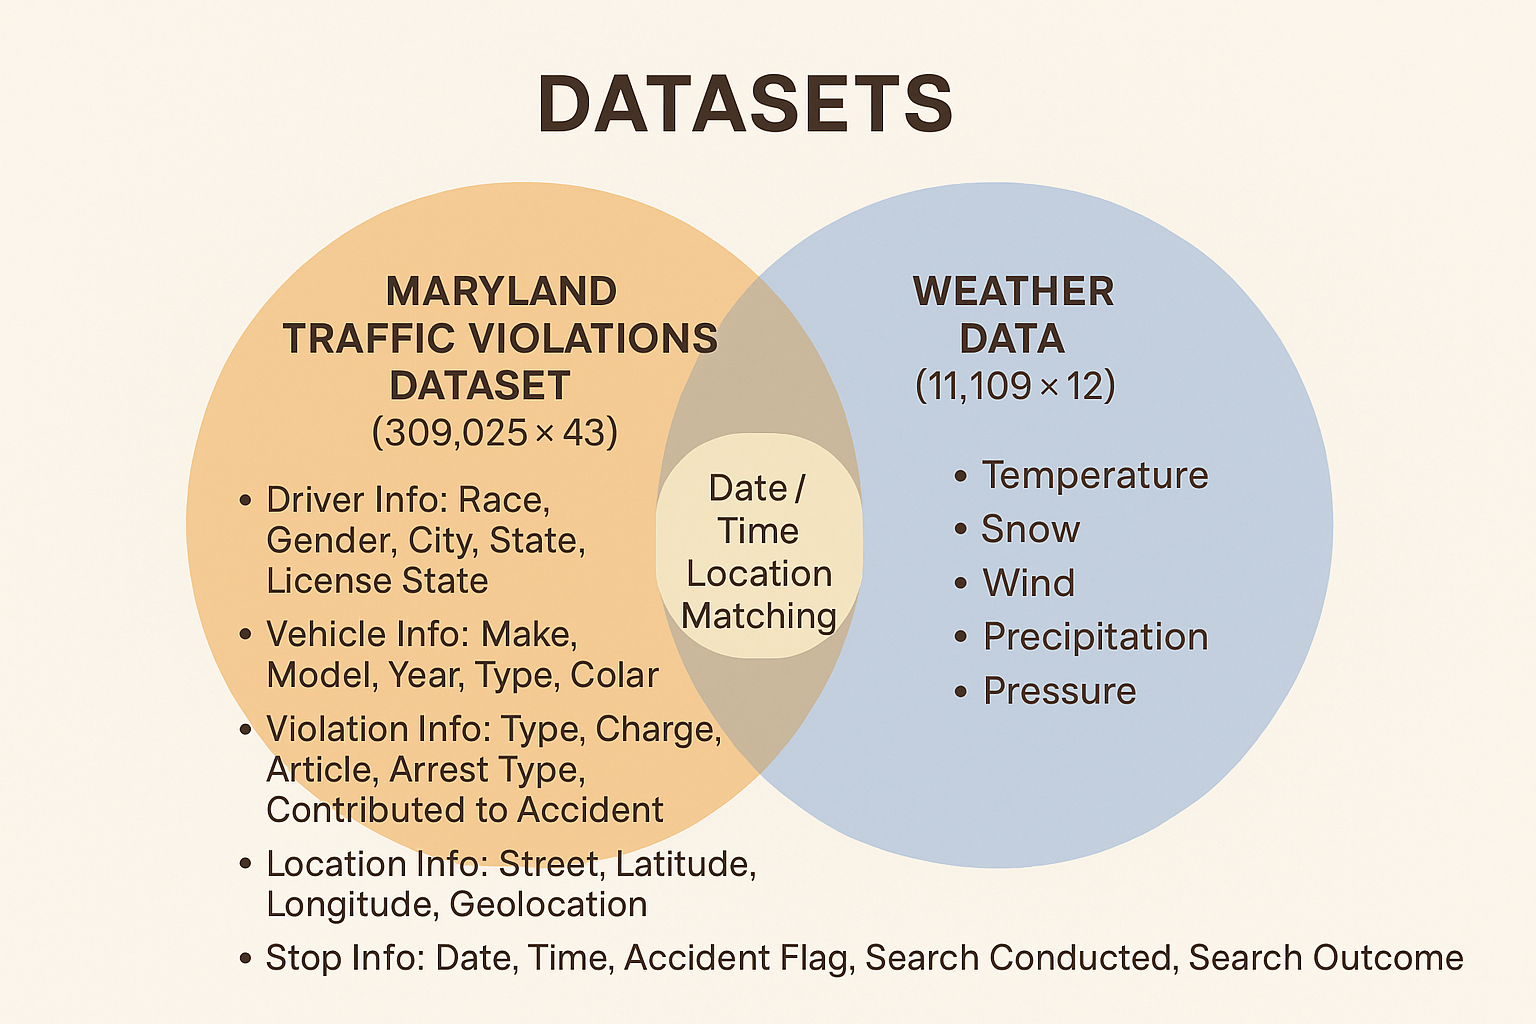 DATASETS
MARYLAND
TRAFFIC VIOLATIONS
DATASET
(309,025 × 43)
• Driver Info: Race,
Gender, City, State,
License State
• Vehicle Info: Make,
Model, Year, Type, Colar
• Violation Info: Type, Charge,
Article, Arrest Type,
Contributed to Accident
• Location Info: Street, Latitude,
Longitude, Geolocation
• Stop Info: Date, Time, Accident Flag, Search Conducted, Search Outcome
Date /
Time
Location
Matching
WEATHER
DATA
(11,109 × 12)
• Temperature
• Snow
• Wind
• Precipitation
• Pressure